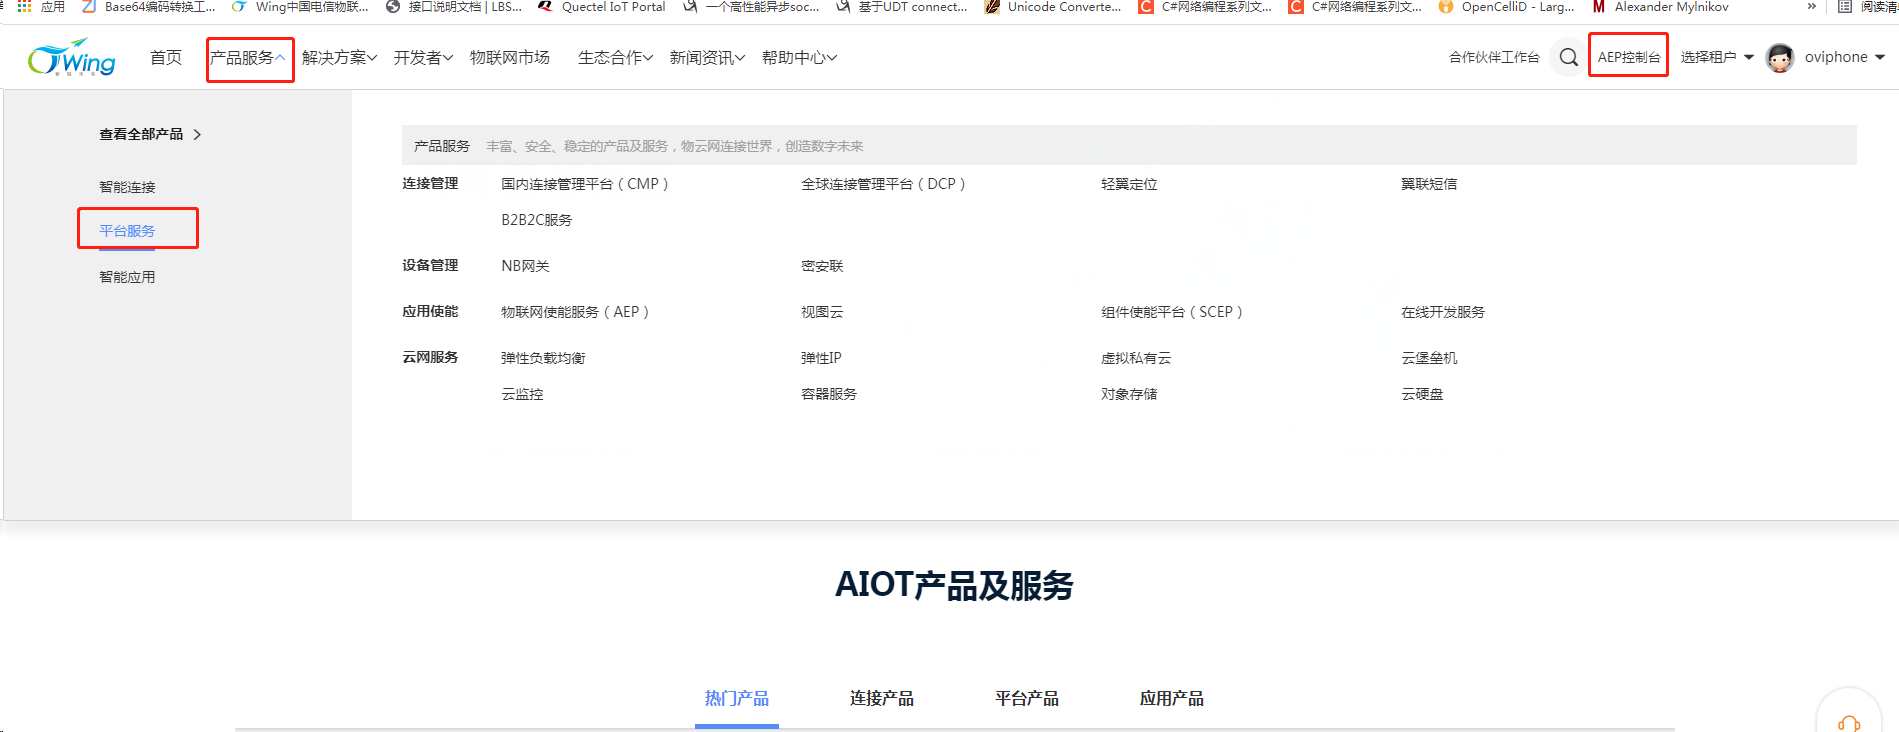 应用 Base64编码转换工... Wing中国电信物联... 接口说明文档 | LBS... Quectel IoT Portal 一个高性能异步soc... 基于UDT connect... Unicode Converte... C#网络编程系列文... C#网络编程系列文... OpenCelliD - Larg... Alexander Mylnikov » 阅读清
Wing 首页 产品服务 解决方案 开发者 物联网市场 生态合作 新闻资讯 帮助中心 合作伙伴工作台 AEP控制台 选择租户 oviphone
查看全部产品 >
智能连接
平台服务
智能应用
产品服务 丰富、安全、稳定的产品及服务，物云网连接世界，创造数字未来
连接管理 国内连接管理平台（CMP） 全球连接管理平台（DCP） 轻翼定位 翼联短信
B2B2C服务
设备管理 NB网关 密安联
应用使能 物联网使能服务（AEP） 视图云 组件使能平台（SCEP） 在线开发服务
云网服务 弹性负载均衡 弹性IP 虚拟私有云 云堡垒机
云监控 容器服务 对象存储 云硬盘
AIOT产品及服务
热门产品 连接产品 平台产品 应用产品